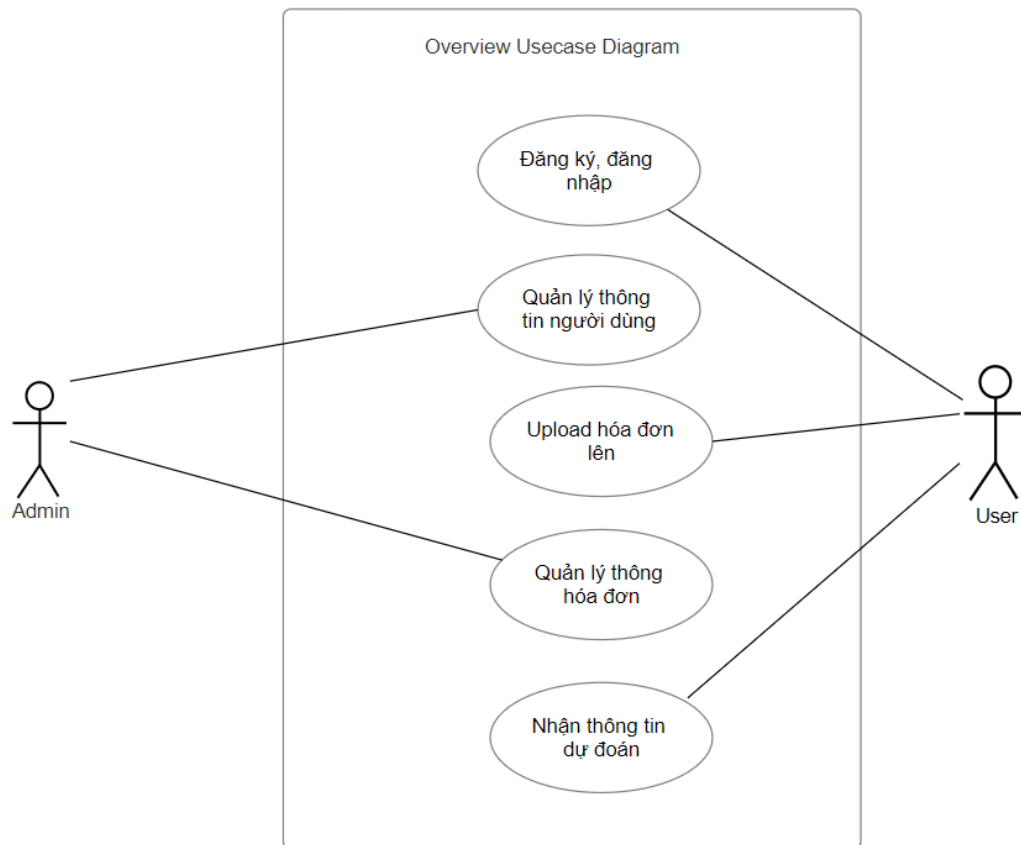 Overview Usecase Diagram
Đăng ký, đăng
nhập
Quản lý thông
tin người dùng
Upload hóa đơn
lên
Admin
User
Quản lý thông
hóa đơn
Nhận thông tin
dự đoán